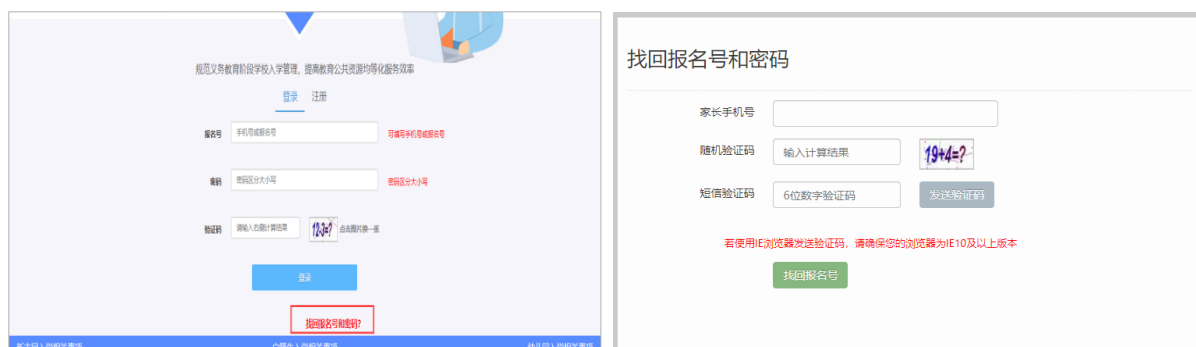 规范义务教育阶段学校入学管理，提高教育公共资源均等化服务效率
登录 注册
报名号 手机号或报名号 可填写手机号或报名号
密码 密码区分大小写 密码区分大小写
验证码 请输入右侧计算结果 12-3=? 点击图片换一张
登录
找回报名号和密码?
找回报名号和密码
家长手机号
随机验证码 输入计算结果 19+4=?
短信验证码 6位数字验证码 发送验证码
若使用IE浏览器发送验证码，请确保您的浏览器为IE10及以上版本
找回报名号